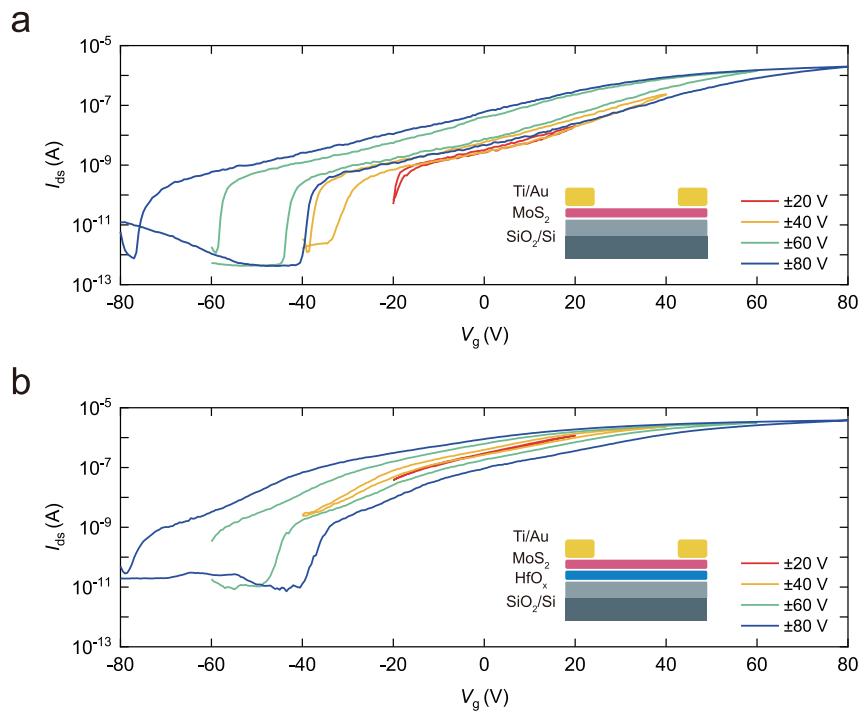 a
10⁻⁵
10⁻⁷
10⁻⁹
10⁻¹¹
10⁻¹³
I_ds (A)
Ti/Au
MoS₂
SiO₂/Si
±20 V
±40 V
±60 V
±80 V
-80 -60 -40 -20 0 20 40 60 80
V_g (V)
b
10⁻⁵
10⁻⁷
10⁻⁹
10⁻¹¹
10⁻¹³
I_ds (A)
Ti/Au
MoS₂
HfOₓ
SiO₂/Si
±20 V
±40 V
±60 V
±80 V
-80 -60 -40 -20 0 20 40 60 80
V_g (V)